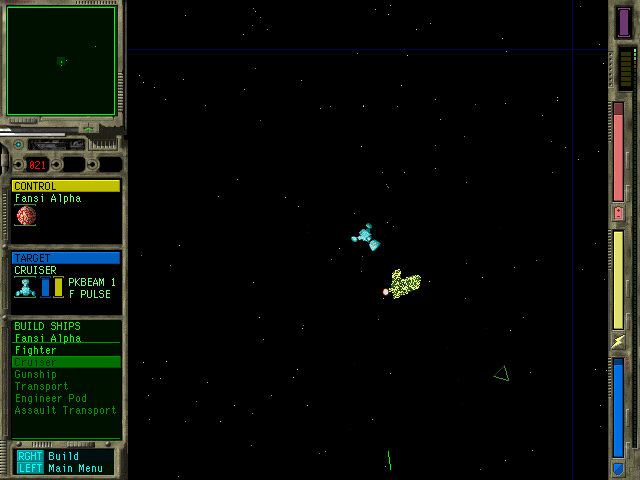 021
CONTROL
Fansi Alpha
TARGET
CRUISER
PKBEAM 1
F PULSE
BUILD SHIPS
Fansi Alpha
Fighter
Cruiser
Gunship
Transport
Engineer Pod
Assault Transport
RGHT Build
LEFT Main Menu